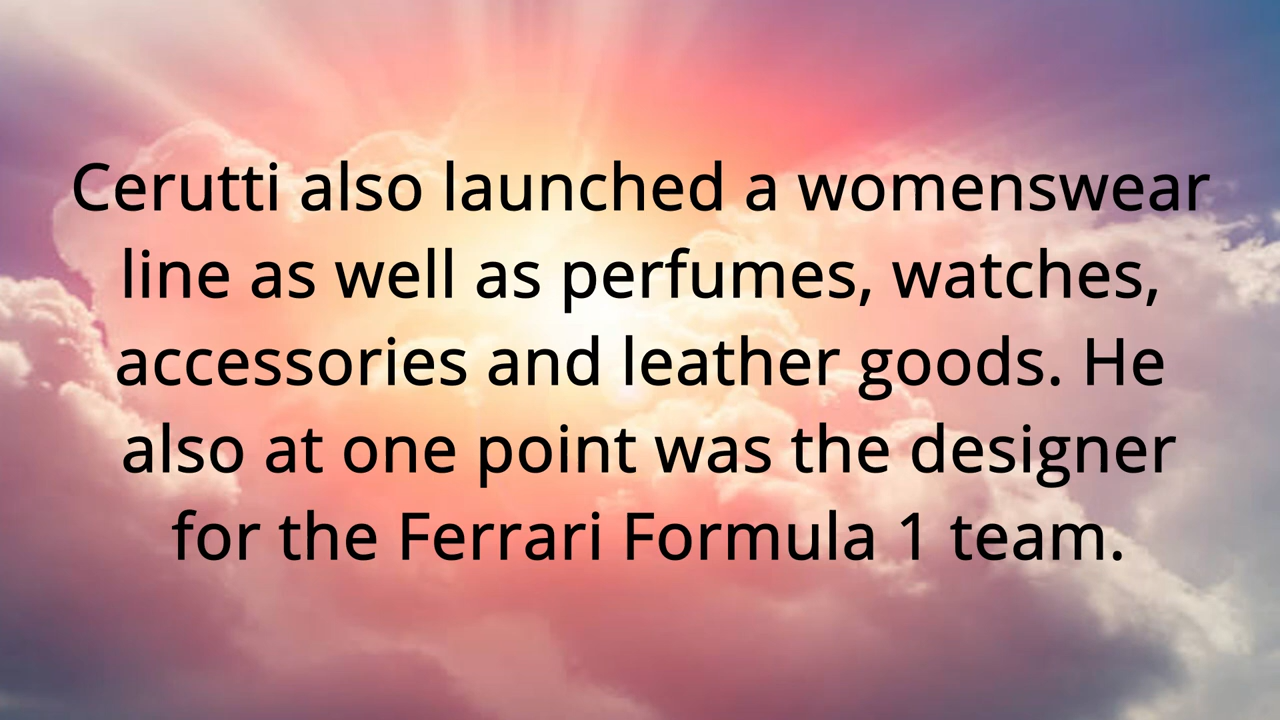 Cerutti also launched a womenswear
line as well as perfumes, watches,
accessories and leather goods. He
also at one point was the designer
for the Ferrari Formula 1 team.